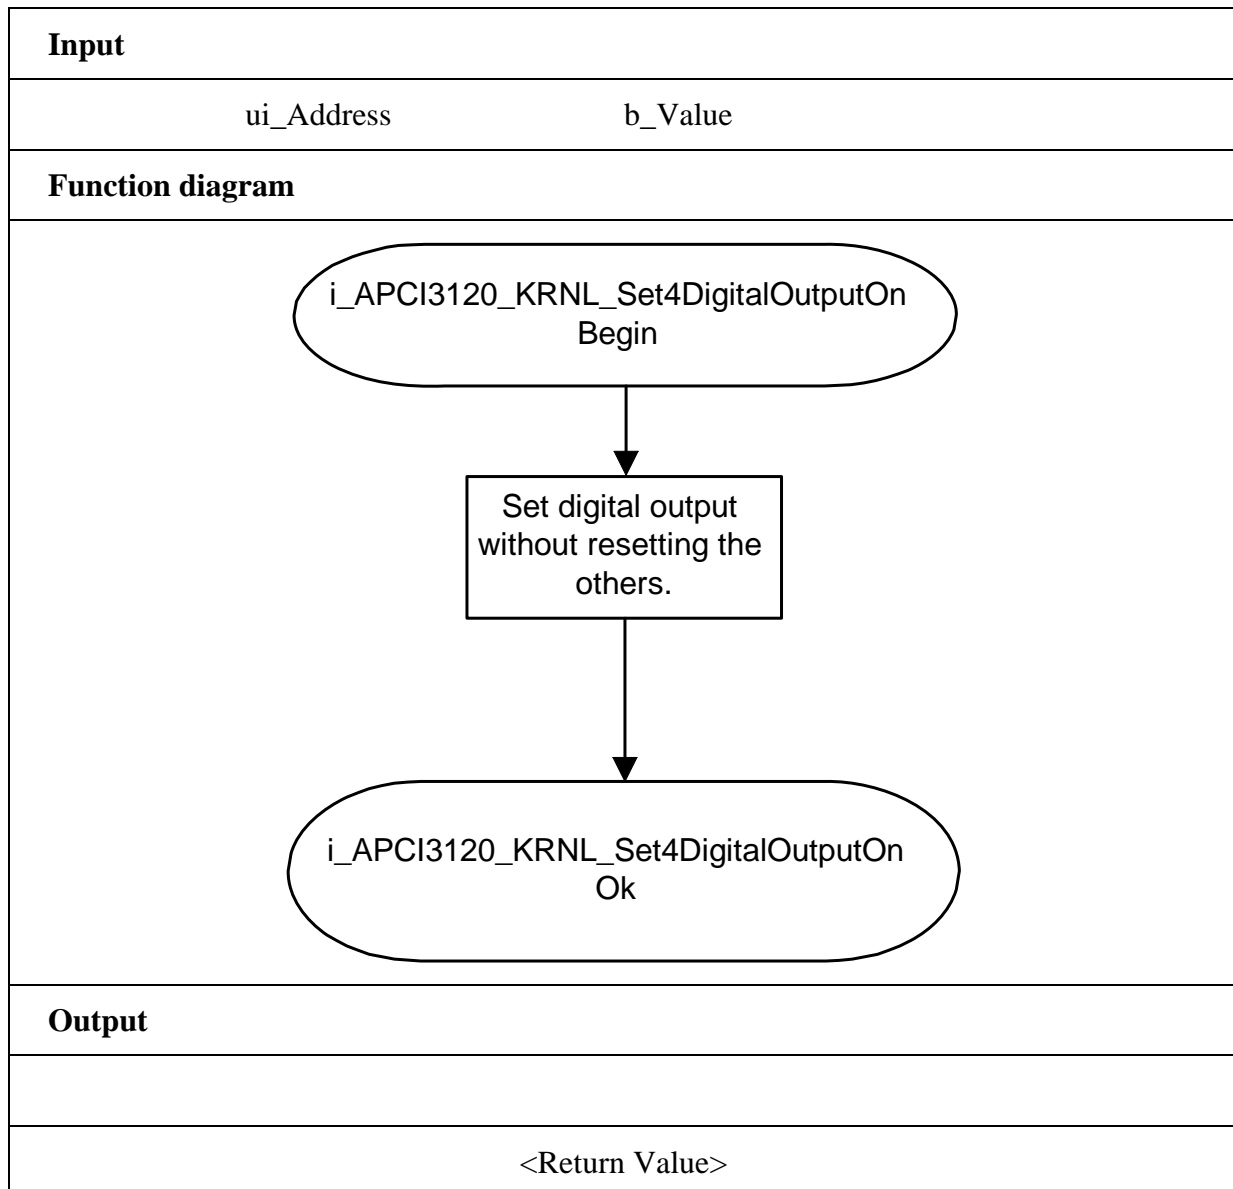 Input
ui_Address b_Value
Function diagram
i_APCI3120_KRNL_Set4DigitalOutputOn
Begin
Set digital output
without resetting the
others.
i_APCI3120_KRNL_Set4DigitalOutputOn
Ok
Output
<Return Value>